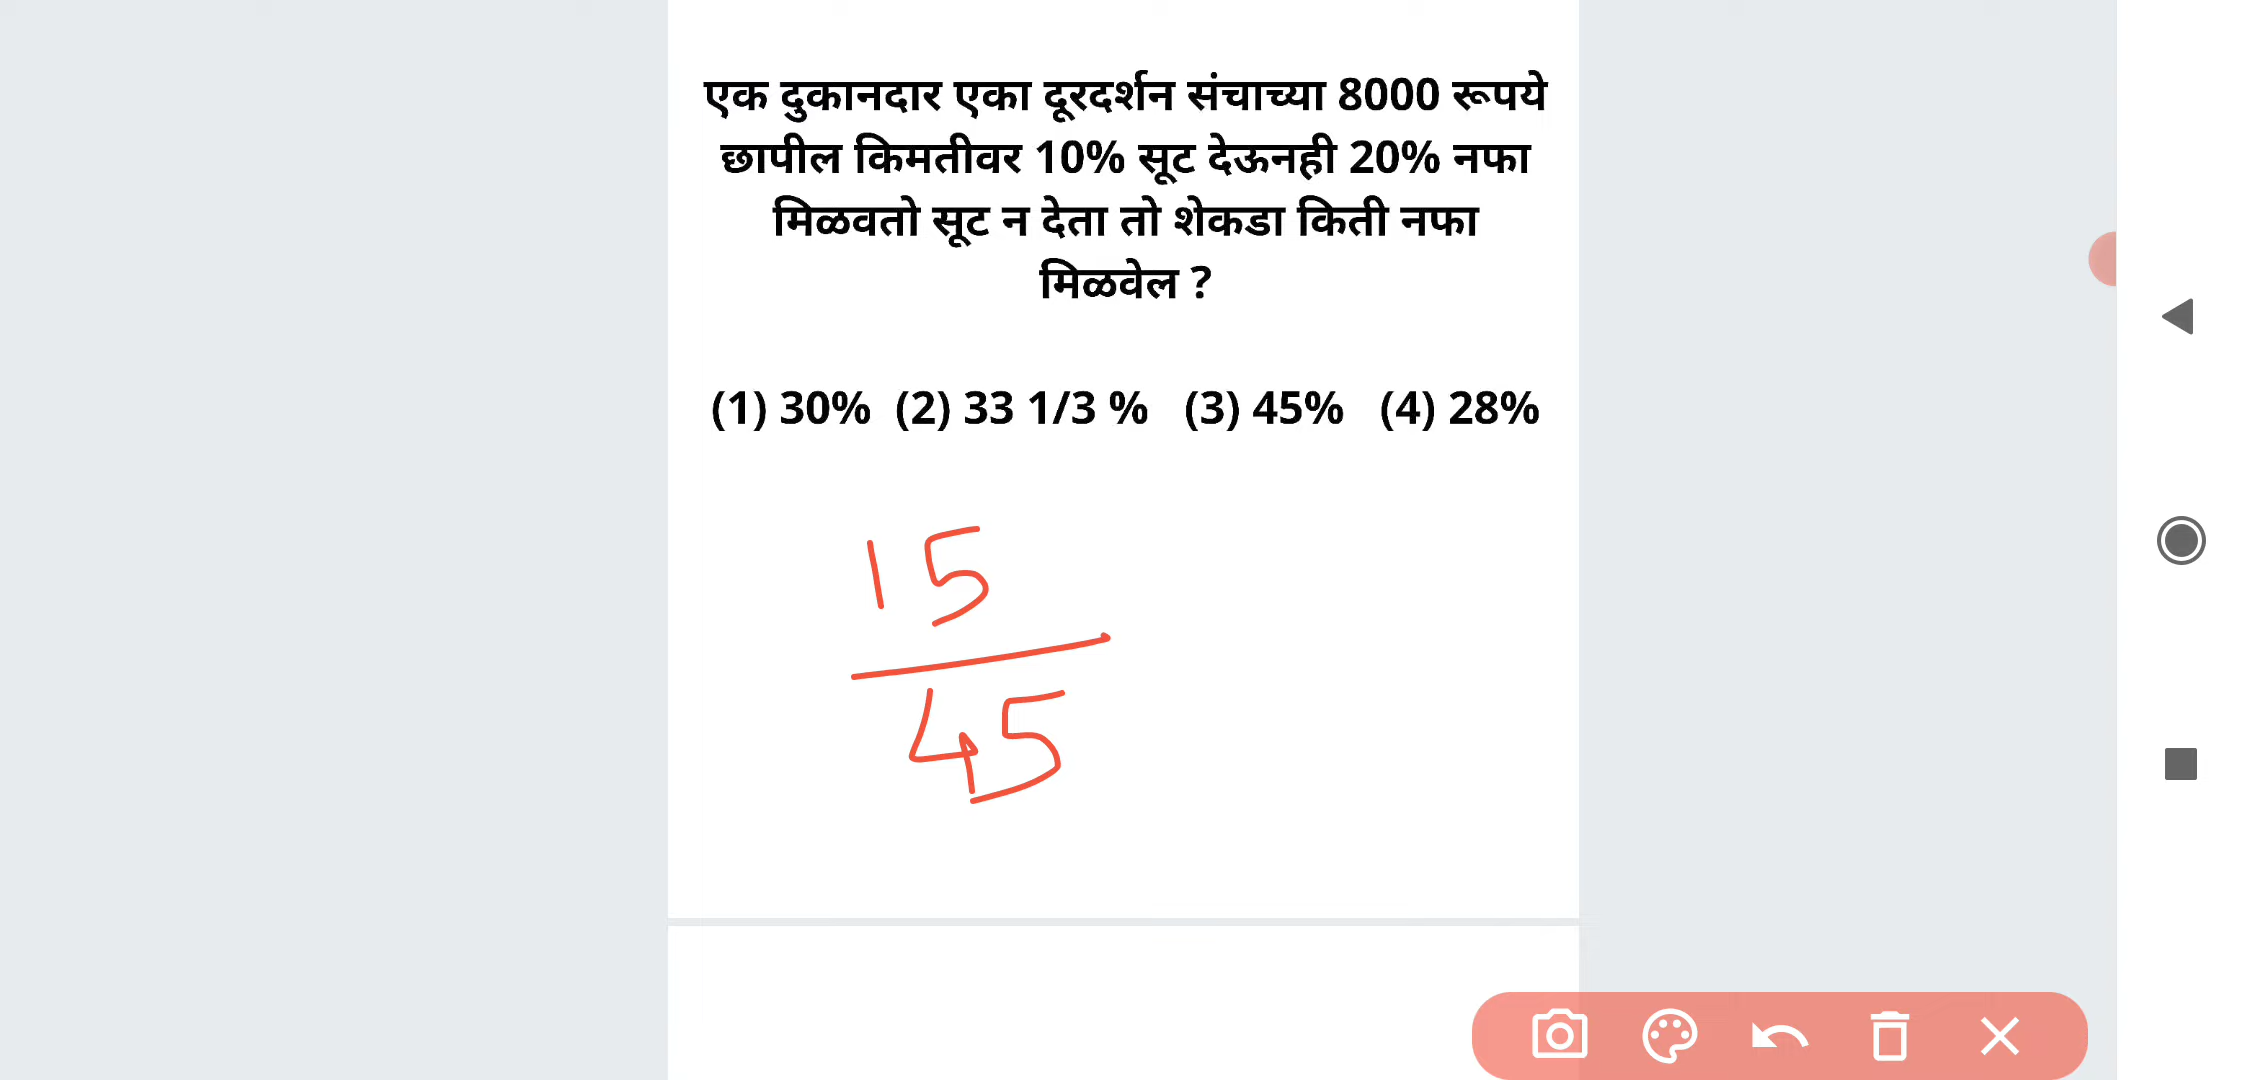 एक दुकानदार एका दूरदर्शन संचाच्या 8000 रूपये
छापील किमतीवर 10% सूट देऊनही 20% नफा
मिळवतो सूट न देता तो शेकडा किती नफा
मिळवेल ?
(1) 30% (2) 33 1/3 % (3) 45% (4) 28%
15
45